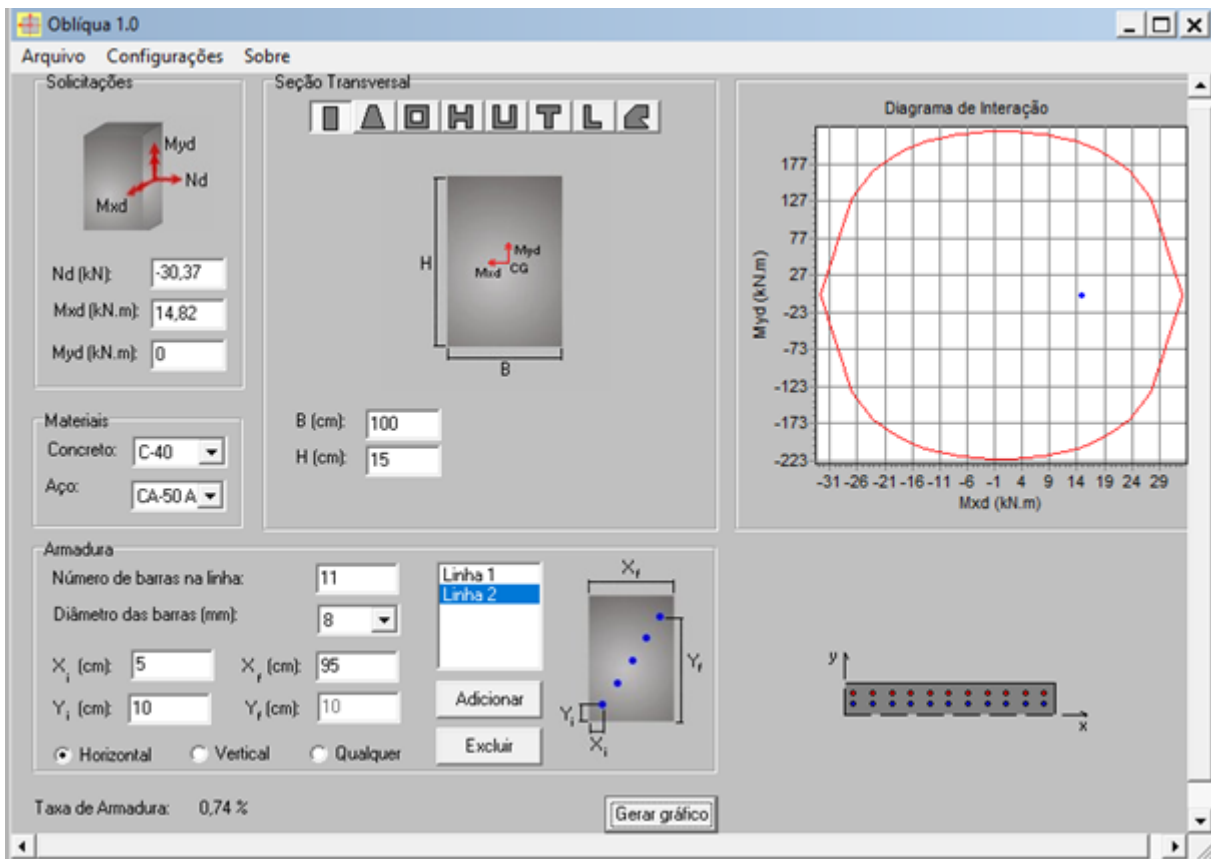 Oblíqua 1.0
Arquivo Configurações Sobre
Solicitações
Myd
Nd
Mxd
Nd (kN): -30,37
Mxd (kN.m): 14,82
Myd (kN.m): 0
Seção Transversal
H
Myd
Mxd CG
B
B (cm): 100
H (cm): 15
Diagrama de Interação
Myd (kN.m)
177
127
77
27
-23
-73
-123
-173
-223
-31 -26 -21 -16 -11 -6 -1 4 9 14 19 24 29
Mxd (kN.m)
Materiais
Concreto: C-40
Aço: CA-50 A
Armadura
Número de barras na linha: 11
Diâmetro das barras (mm): 8
Xi (cm): 5 Xf (cm): 95
Yi (cm): 10 Yf (cm): 10
Horizontal Vertical Qualquer
Linha 1
Linha 2
Adicionar
Excluir
Xf
Yf
Yi
Xi
y
x
Taxa de Armadura: 0,74 %
Gerar gráfico